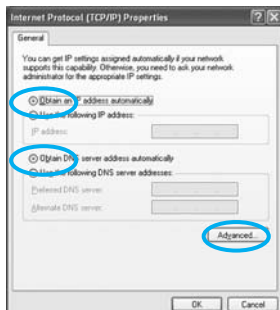 Internet Protocol (TCP/IP) Properties
General
You can get IP settings assigned automatically if your network
supports this capability. Otherwise, you need to ask your network
administrator for the appropriate IP settings.
Obtain an IP address automatically
Use the following IP address:
IP address:
Obtain DNS server address automatically
Use the following DNS server addresses:
Preferred DNS server:
Alternate DNS server:
Advanced...
OK
Cancel